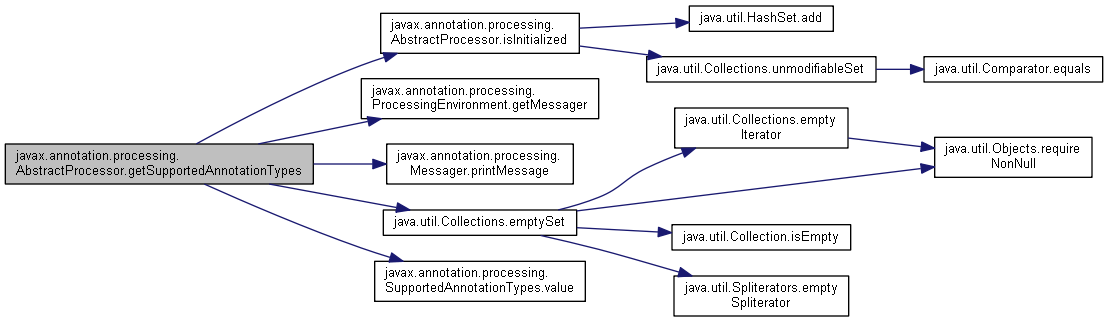 javax.annotation.processing.
AbstractProcessor.getSupportedAnnotationTypes
javax.annotation.processing.
AbstractProcessor.isInitialized
javax.annotation.processing.
ProcessingEnvironment.getMessager
javax.annotation.processing.
Messager.printMessage
java.util.Collections.emptySet
javax.annotation.processing.
SupportedAnnotationTypes.value
java.util.HashSet.add
java.util.Collections.unmodifiableSet
java.util.Collections.empty
Iterator
java.util.Collection.isEmpty
java.util.Spliterators.empty
Spliterator
java.util.Comparator.equals
java.util.Objects.require
NonNull